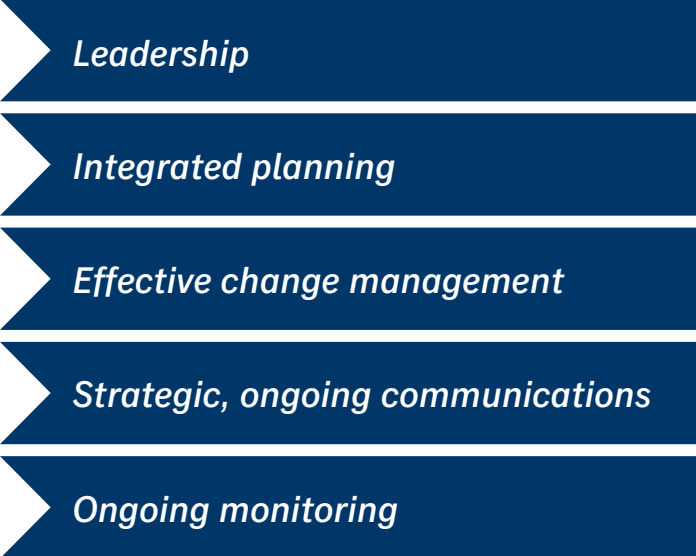 Leadership
Integrated planning
Effective change management
Strategic, ongoing communications
Ongoing monitoring